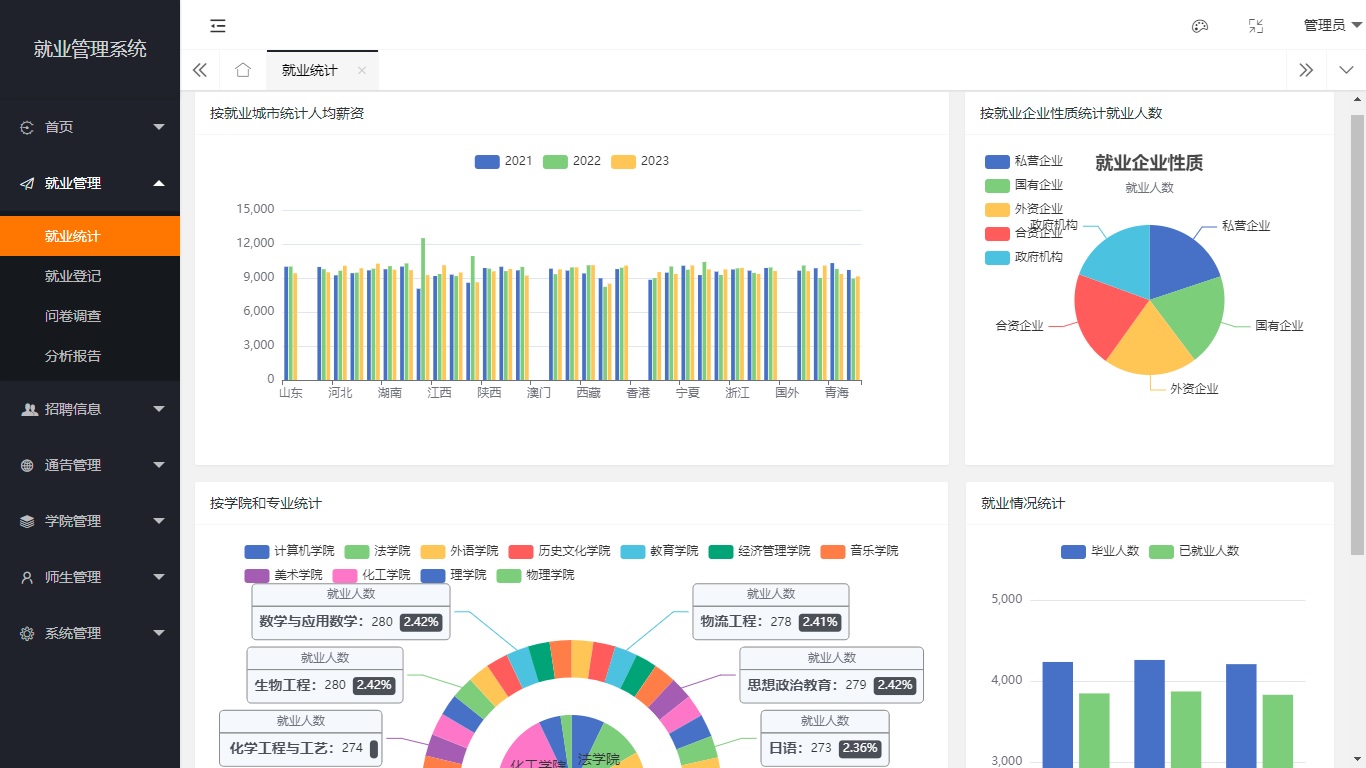 就业管理系统
首页
就业管理
就业统计
就业登记
问卷调查
分析报告
招聘信息
通告管理
学院管理
师生管理
系统管理
管理员
就业统计
按就业城市统计人均薪资
2021 2022 2023
15,000
12,000
9,000
6,000
3,000
0
山东 河北 湖南 江西 陕西 澳门 西藏 香港 宁夏 浙江 国外 青海
按就业企业性质统计就业人数
就业企业性质
就业人数
私营企业
国有企业
外资企业
合资企业
政府机构
政府机构
私营企业
合资企业
国有企业
外资企业
按学院和专业统计
计算机学院 法学院 外语学院 历史文化学院 教育学院 经济管理学院 音乐学院
美术学院 化工学院 理学院 物理学院
就业人数
数学与应用数学：280 2.42%
就业人数
物流工程：278 2.41%
就业人数
生物工程：280 2.42%
就业人数
思想政治教育：279 2.42%
就业人数
化学工程与工艺：274
就业人数
日语：273 2.36%
化工学院 法学院
就业情况统计
毕业人数 已就业人数
5,000
4,000
3,000